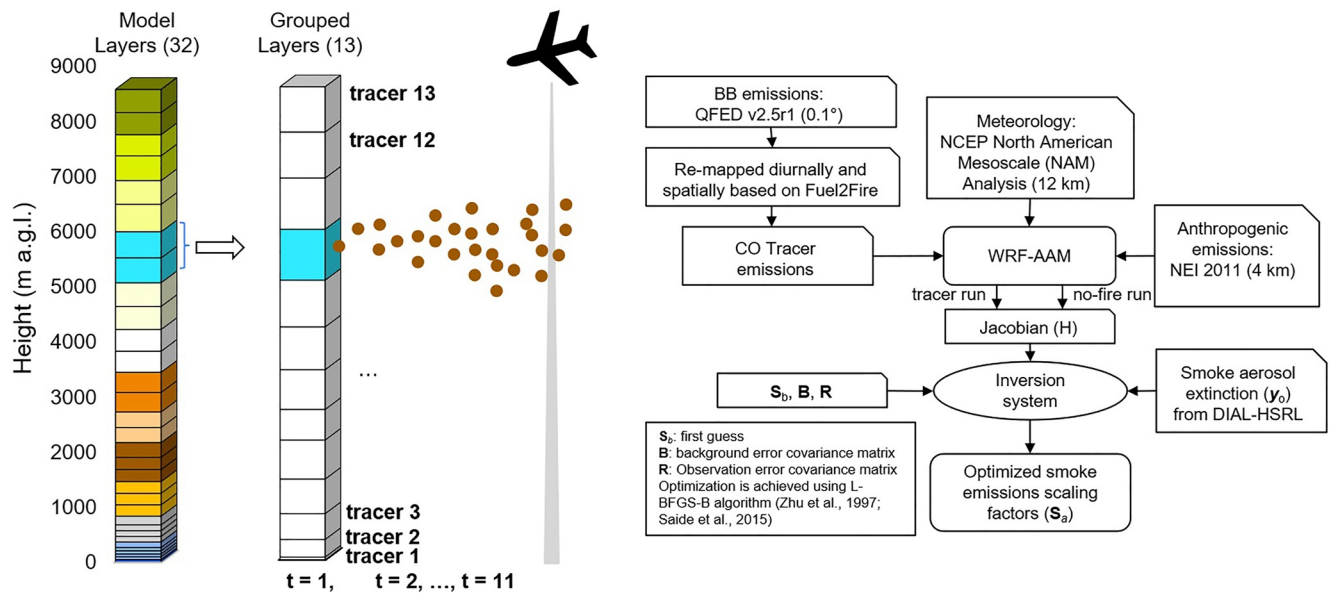 Model
Layers (32)
Grouped
Layers (13)
Height (m a.g.l.)
9000
8000
7000
6000
5000
4000
3000
2000
1000
0
tracer 13
tracer 12
...
tracer 3
tracer 2
tracer 1
t = 1, t = 2, ..., t = 11
BB emissions:
QFED v2.5r1 (0.1°)
Re-mapped diurnally and
spatially based on Fuel2Fire
CO Tracer
emissions
Meteorology:
NCEP North American
Mesoscale (NAM)
Analysis (12 km)
WRF-AAM
Anthropogenic
emissions:
NEI 2011 (4 km)
tracer run
no-fire run
Jacobian (H)
Sb, B, R
Inversion
system
Smoke aerosol
extinction (yo)
from DIAL-HSRL
Sb: first guess
B: background error covariance matrix
R: Observation error covariance matrix
Optimization is achieved using L-
BFGS-B algorithm (Zhu et al., 1997;
Saide et al., 2015)
Optimized smoke
emissions scaling
factors (Sa)